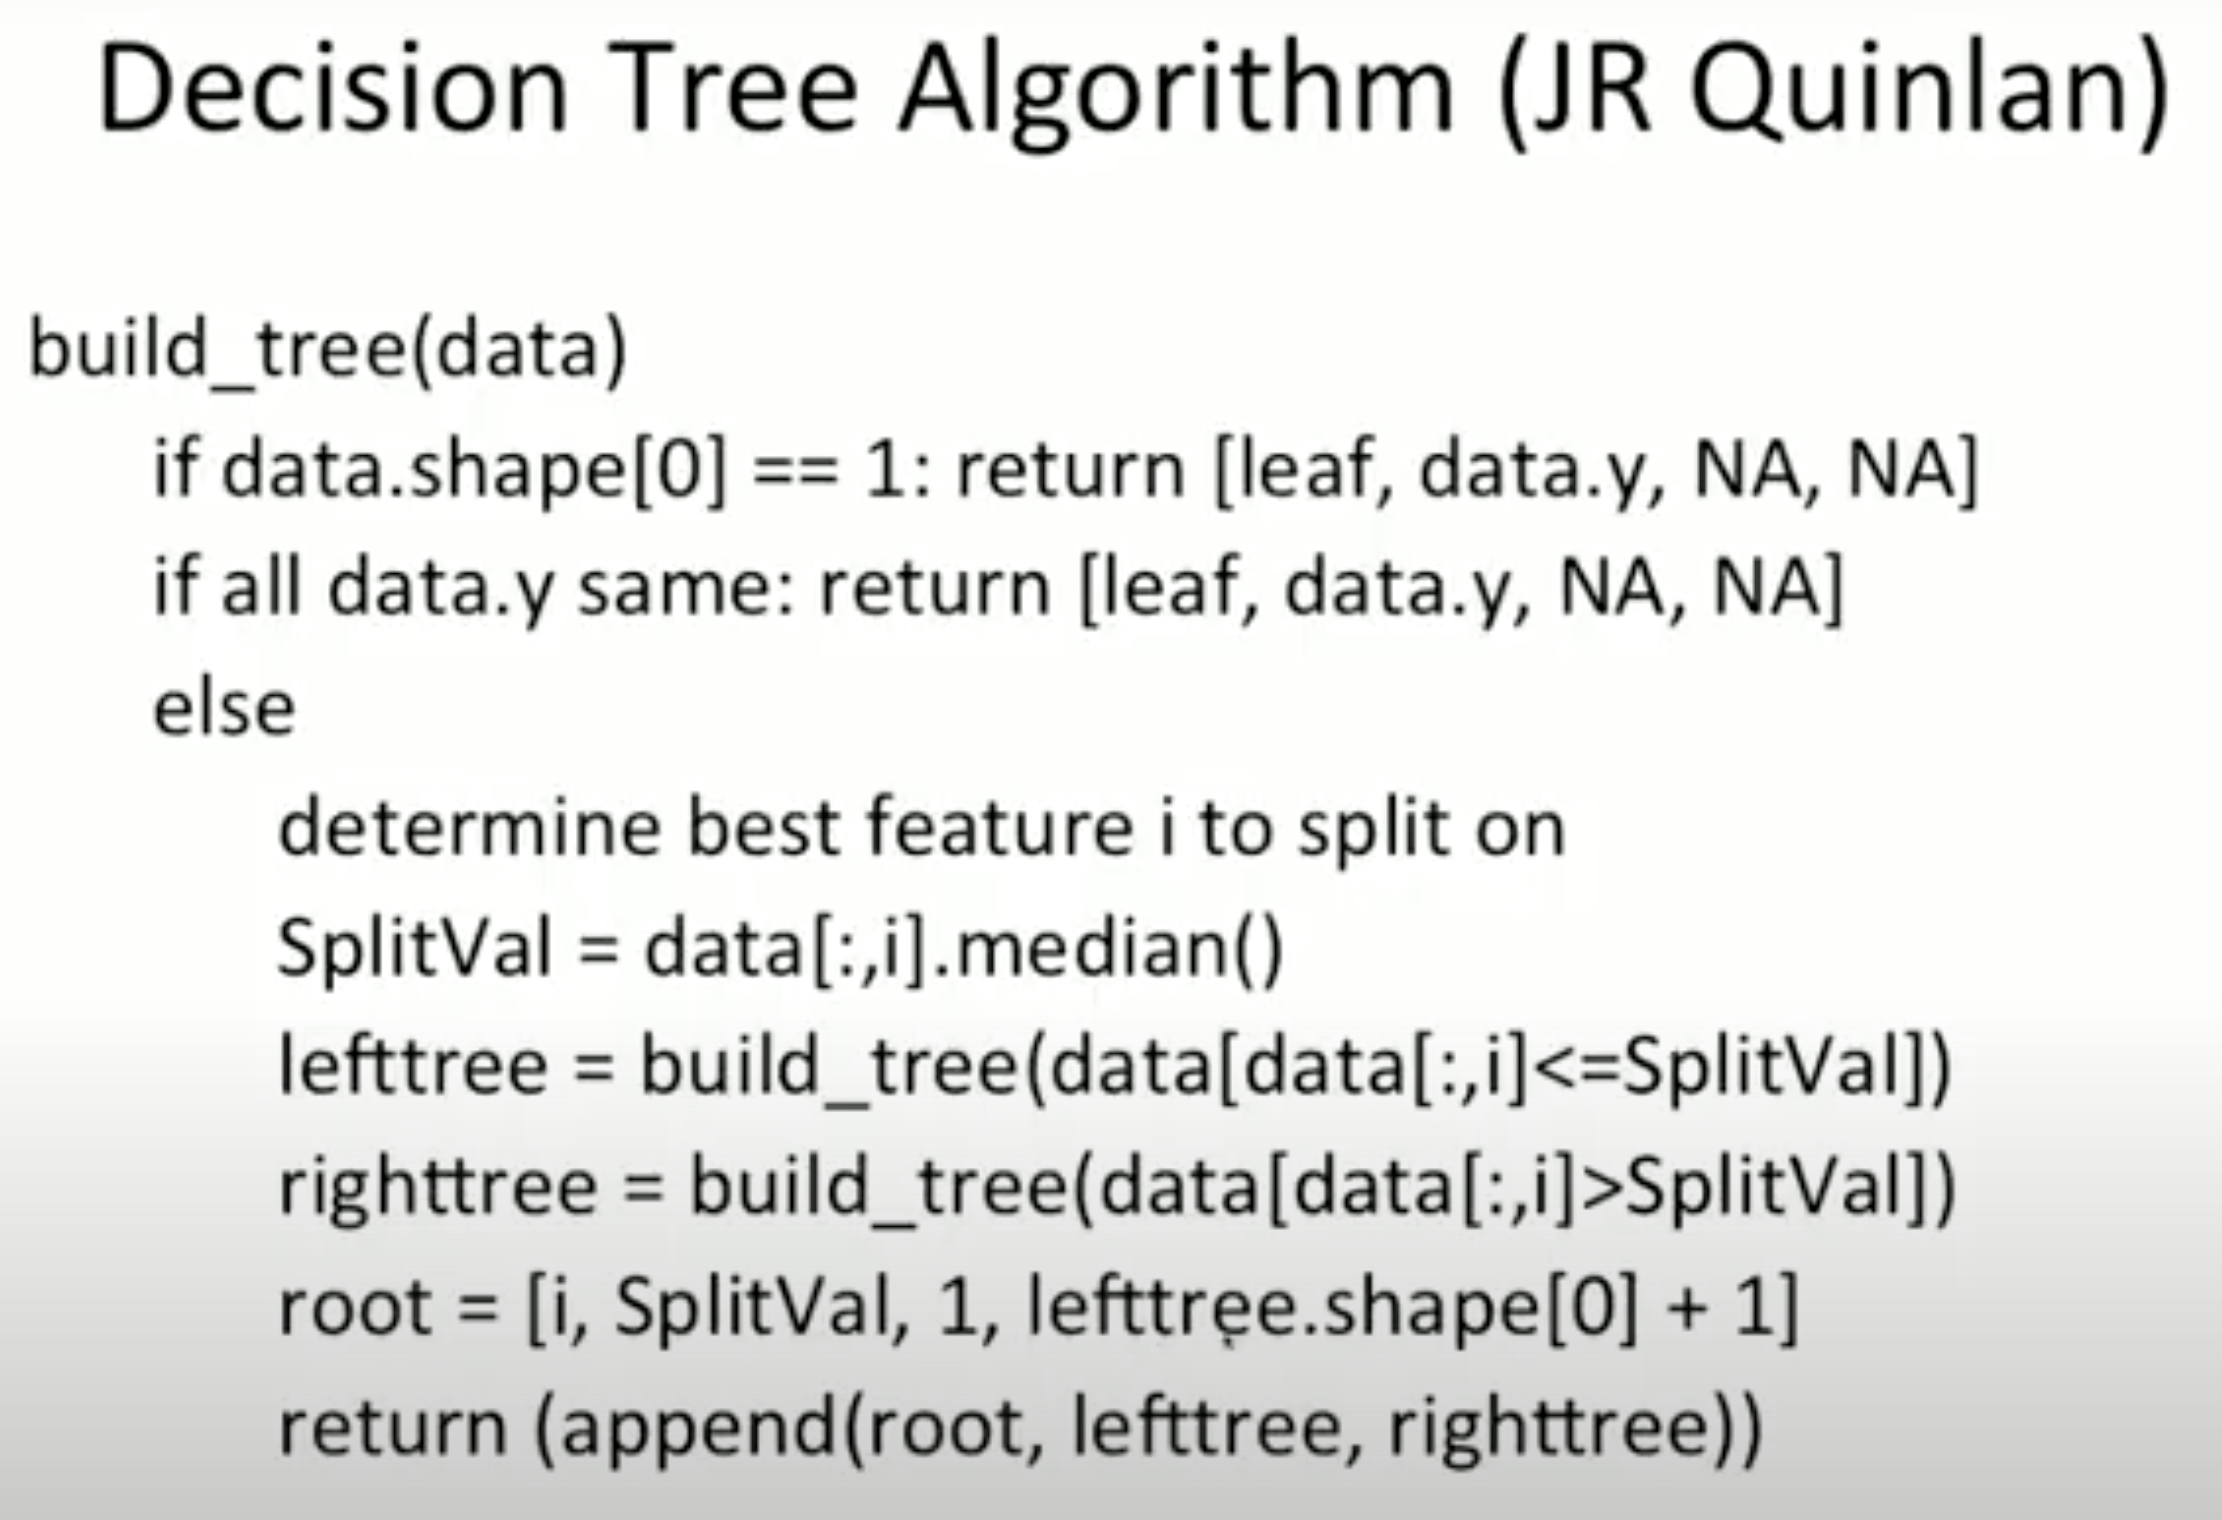 Decision Tree Algorithm (JR Quinlan)
build_tree(data)
if data.shape[0] == 1: return [leaf, data.y, NA, NA]
if all data.y same: return [leaf, data.y, NA, NA]
else
determine best feature i to split on
SplitVal = data[:,i].median()
lefttree = build_tree(data[data[:,i]<=SplitVal])
righttree = build_tree(data[data[:,i]>SplitVal])
root = [i, SplitVal, 1, lefttree.shape[0] + 1]
return (append(root, lefttree, righttree))